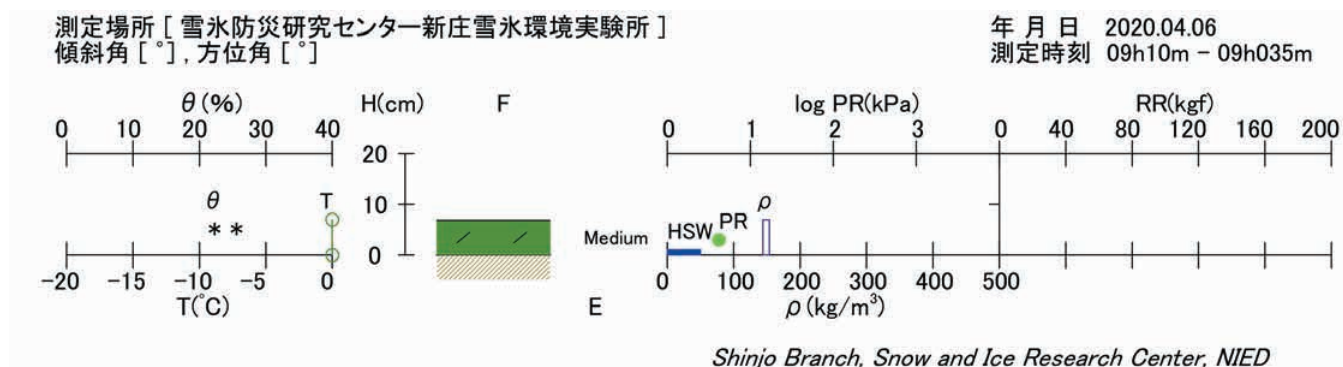 測定場所 [ 雪氷防災研究センター新庄雪氷環境実験所 ]
傾斜角 [ ° ] , 方位角 [ ° ]
年 月 日 2020.04.06
測定時刻 09h10m - 09h035m
θ(%) H(cm) F log PR(kPa) RR(kgf)
0 10 20 30 40 0 1 2 3 0 40 80 120 160 200
20
θ T 10 ρ
** Medium HSW PR
0
-20 -15 -10 -5 0 0 100 200 300 400 500
T(°C) E ρ(kg/m³)
Shinjo Branch, Snow and Ice Research Center, NIED